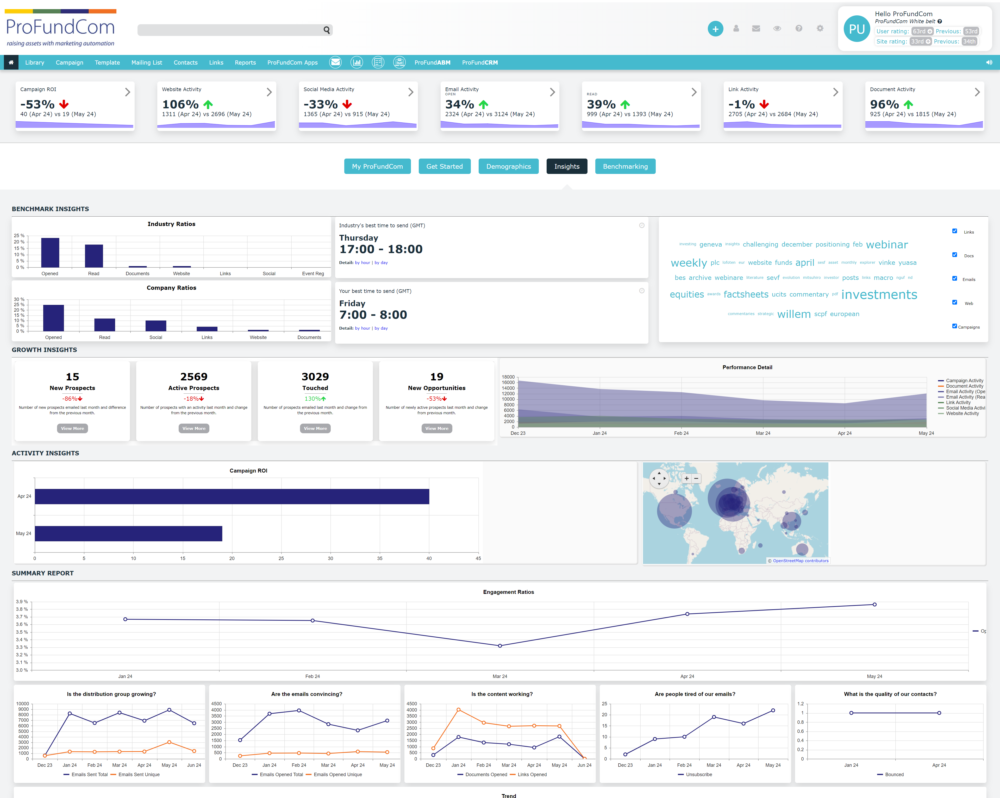 ProFundCom
raising assets with marketing automation
Hello ProFundCom
ProFundCom White belt ?
PU
User rating: 63rd Previous: 53rd
Site rating: 33rd Previous: 34th
Library Campaign Template Mailing List Contacts Links Reports ProFundCom Apps ProFundABM ProFundCRM
Campaign ROI
-53%
40 (Apr 24) vs 19 (May 24)
Website Activity
106%
1311 (Apr 24) vs 2696 (May 24)
Social Media Activity
-33%
1365 (Apr 24) vs 915 (May 24)
Email Activity
OPEN
34%
2324 (Apr 24) vs 3124 (May 24)
READ
39%
999 (Apr 24) vs 1393 (May 24)
Link Activity
-1%
2705 (Apr 24) vs 2684 (May 24)
Document Activity
96%
925 (Apr 24) vs 1815 (May 24)
My ProFundCom Get Started Demographics Insights Benchmarking
BENCHMARK INSIGHTS
Industry Ratios
25 %
20 %
15 %
10 %
5 %
0 %
Opened Read Documents Website Links Social Event Reg
Company Ratios
30 %
25 %
20 %
15 %
10 %
5 %
0 %
Opened Read Social Links Website Documents
Industry's best time to send (GMT)
Thursday
17:00 - 18:00
Detail: by hour | by day
Your best time to send (GMT)
Friday
7:00 - 8:00
Detail: by hour | by day
investing geneva insights challenging december positioning feb webinar
weekly plc lofoten eur website funds april sesf asset monthly explorer vinke yuasa
bes archive webinare literature sevf evolution mitsuhiro investor posts links macro nguf nd
equities awards factsheets ucits commentary pdf investments
commentaries strategic willem scpf european
Links
Docs
Emails
Web
Campaigns
GROWTH INSIGHTS
15
New Prospects
-86%
Number of new prospects emailed last month and difference
from the previous month.
View More
2569
Active Prospects
-18%
Number of prospects with an activity last month and change
from the previous month.
View More
3029
Touched
130%
Number of prospects emailed last month and change from
the previous month.
View More
19
New Opportunities
-53%
Number of newly active prospects last month and change
from previous month.
View More
Performance Detail
18000
16000
14000
12000
10000
8000
6000
4000
2000
0
Dec 23 Jan 24 Feb 24 Mar 24 Apr 24 May 24
Campaign Activity
Document Activity
Email Activity (Ope
Email Activity (Rea
Link Activity
Social Media Activi
Website Activity
ACTIVITY INSIGHTS
Campaign ROI
Apr 24
May 24
0 5 10 15 20 25 30 35 40 45
© OpenStreetMap contributors
SUMMARY REPORT
Engagement Ratios
3.9 %
3.8 %
3.7 %
3.6 %
3.5 %
3.4 %
3.3 %
3.2 %
3.1 %
3.0 %
Jan 24 Feb 24 Mar 24 Apr 24 May 24
Op
Is the distribution group growing?
10000
9000
8000
7000
6000
5000
4000
3000
2000
1000
0
Dec 23 Jan 24 Feb 24 Mar 24 Apr 24 May 24 Jun 24
Emails Sent Total Emails Sent Unique
Are the emails convincing?
4500
4000
3500
3000
2500
2000
1500
1000
500
0
Dec 23 Jan 24 Feb 24 Mar 24 Apr 24 May 24
Emails Opened Total Emails Opened Unique
Is the content working?
4500
4000
3500
3000
2500
2000
1500
1000
500
0
Dec 23 Jan 24 Feb 24 Mar 24 Apr 24 May 24 Jun 24
Documents Opened Links Opened
Are people tired of our emails?
25
20
15
10
5
0
Dec 23 Jan 24 Feb 24 Mar 24 Apr 24 May 24
Unsubscribe
What is the quality of our contacts?
1.2
1
0.8
0.6
0.4
0.2
0
Jan 24 Apr 24
Bounced
Trend